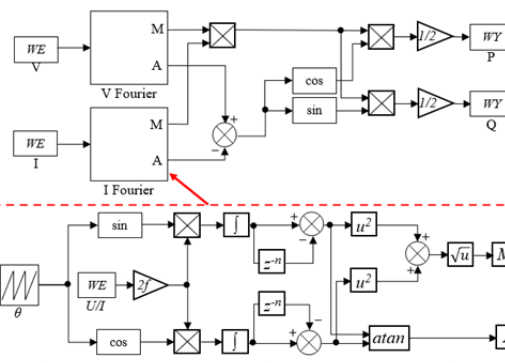 WE
V
M
A
V Fourier
WE
I
M
A
I Fourier
+
−
cos
sin
1/2
WY
P
1/2
WY
Q
θ
sin
WE
U/I
2f
cos
∫
z⁻ⁿ
+
−
u²
+
+
√u
M
∫
z⁻ⁿ
−
+
u²
atan